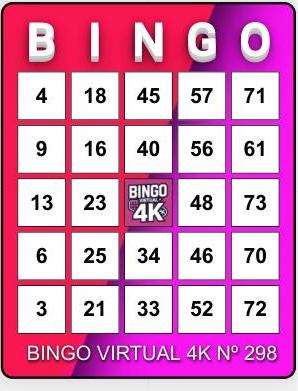 BINGO
4 18 45 57 71
9 16 40 56 61
13 23 BINGO VIRTUAL 4K 48 73
6 25 34 46 70
3 21 33 52 72
BINGO VIRTUAL 4K Nº 298